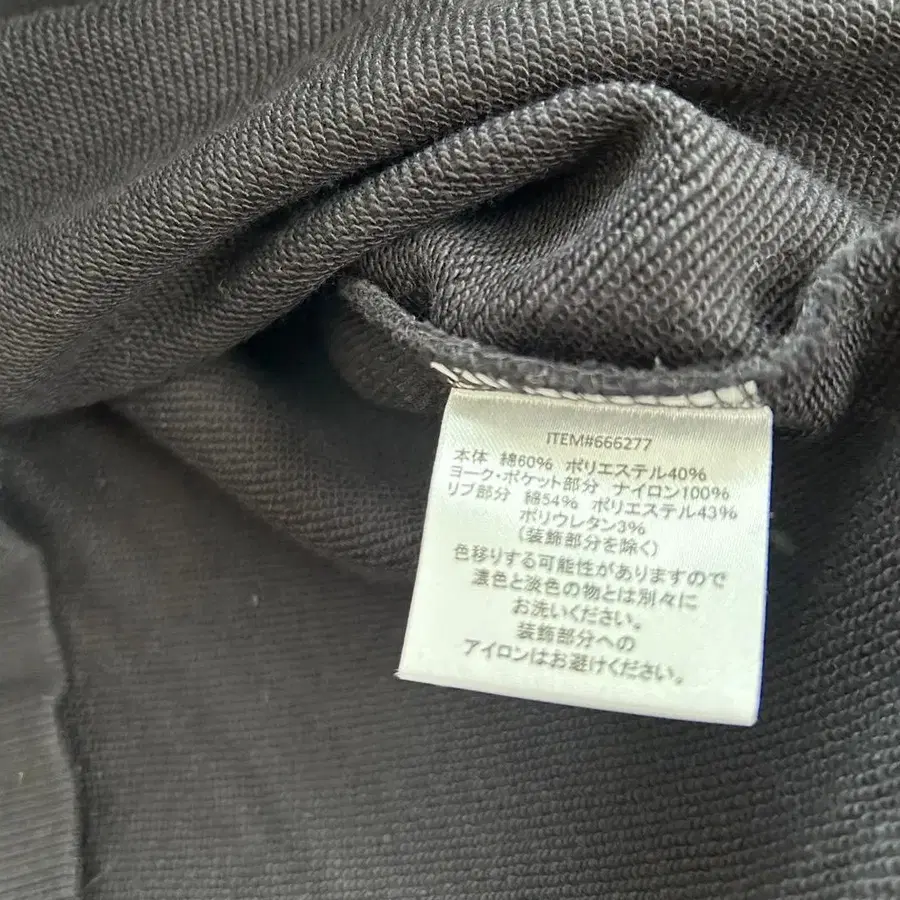 ITEM#666277
本体 綿60% ポリエステル40%
ヨーク・ポケット部分 ナイロン100%
リブ部分 綿54% ポリエステル43%
ポリウレタン3%
(装飾部分を除く)
色移りする可能性がありますので
濃色と淡色の物とは別々に
お洗いください。
装飾部分への
アイロンはお避けください。